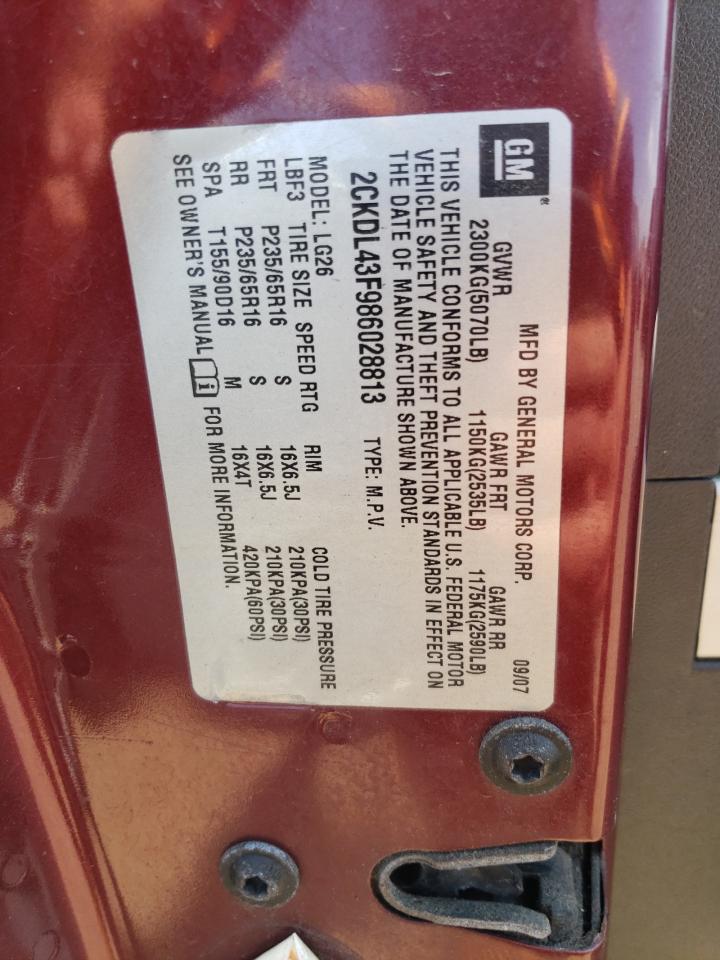 GM®
MFD BY GENERAL MOTORS CORP. 09/07
GVWR GAWR FRT GAWR RR
2300KG(5070LB) 1150KG(2535LB) 1175KG(2590LB)
THIS VEHICLE CONFORMS TO ALL APPLICABLE U.S. FEDERAL MOTOR
VEHICLE SAFETY AND THEFT PREVENTION STANDARDS IN EFFECT ON
THE DATE OF MANUFACTURE SHOWN ABOVE.
2CKDL43F986028813 TYPE: M.P.V.
MODEL: LG26
LBF3 TIRE SIZE SPEED RTG RIM COLD TIRE PRESSURE
FRT P235/65R16 S 16X6.5J 210KPA(30PSI)
RR P235/65R16 S 16X6.5J 210KPA(30PSI)
SPA T155/90D16 M 16X4T 420KPA(60PSI)
SEE OWNER'S MANUAL FOR MORE INFORMATION.